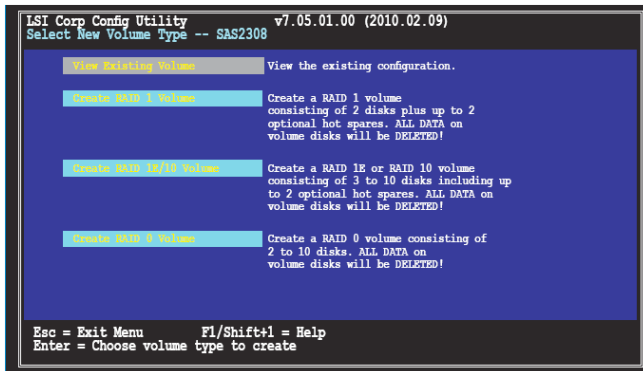 LSI Corp Config Utility v7.05.01.00 (2010.02.09)
Select New Volume Type -- SAS2308
View Existing Volume View the existing configuration.
Create RAID 1 Volume Create a RAID 1 volume
consisting of 2 disks plus up to 2
optional hot spares. ALL DATA on
volume disks will be DELETED!
Create RAID 1E/10 Volume Create a RAID 1E or RAID 10 volume
consisting of 3 to 10 disks including up
to 2 optional hot spares. ALL DATA on
volume disks will be DELETED!
Create RAID 0 Volume Create a RAID 0 volume consisting of
2 to 10 disks. ALL DATA on
volume disks will be DELETED!
Esc = Exit Menu F1/Shift+1 = Help
Enter = Choose volume type to create